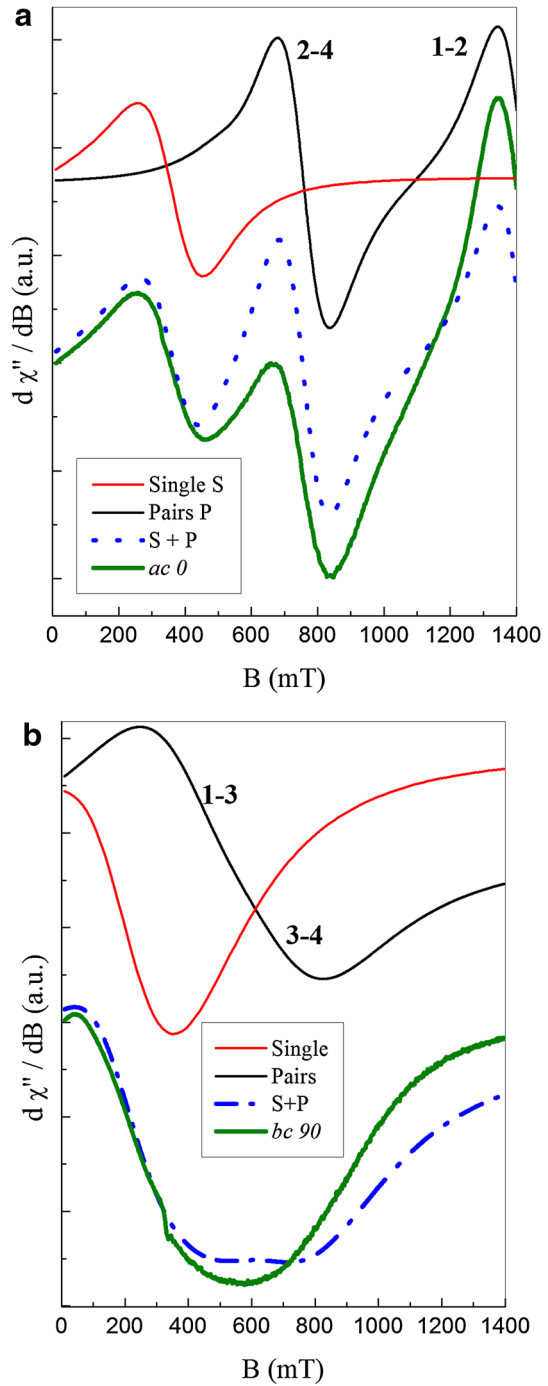 a
2-4
1-2
d χ" / dB (a.u.)
Single S
Pairs P
S + P
ac 0
0 200 400 600 800 1000 1200 1400
B (mT)
b
1-3
3-4
d χ" / dB (a.u.)
Single
Pairs
S+P
bc 90
0 200 400 600 800 1000 1200 1400
B (mT)